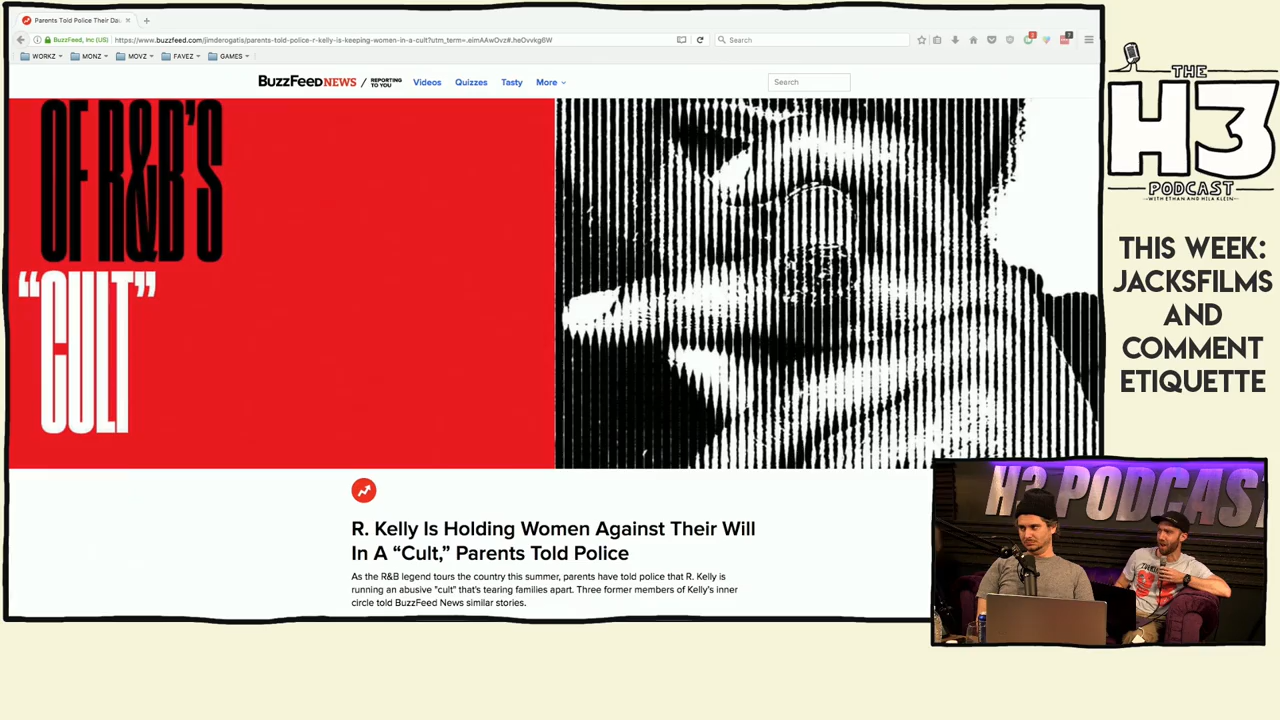 Parents Told Police Their Da
BuzzFeed, Inc (US)
https://www.buzzfeed.com/jimderogatis/parents-told-police-r-kelly-is-keeping-women-in-a-cult?utm_term=.eimAAwOvz#.heOvvkg6W
Search
WORKZ
MONZ
MOVZ
FAVEZ
GAMES
BuzzFeed NEWS / REPORTING TO YOU
Videos
Quizzes
Tasty
More
Search
OF R&B'S
“CULT”
R. Kelly Is Holding Women Against Their Will
In A “Cult,” Parents Told Police
As the R&B legend tours the country this summer, parents have told police that R. Kelly is
running an abusive "cult" that's tearing families apart. Three former members of Kelly's inner
circle told BuzzFeed News similar stories.
THE
H3
PODCAST
WITH ETHAN AND HILA KLEIN
THIS WEEK:
JACKSFILMS
AND
COMMENT
ETIQUETTE
H3 PODCAST